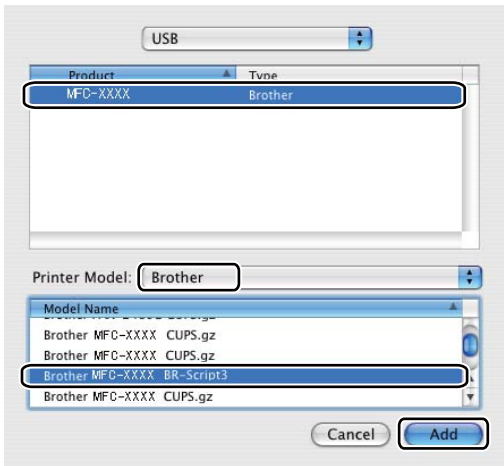 USB
Product Type
MFC-XXXX Brother
Printer Model: Brother
Model Name
Brother MFC-XXXX CUPS.gz
Brother MFC-XXXX CUPS.gz
Brother MFC-XXXX BR-Script3
Brother MFC-XXXX CUPS.gz
Cancel Add